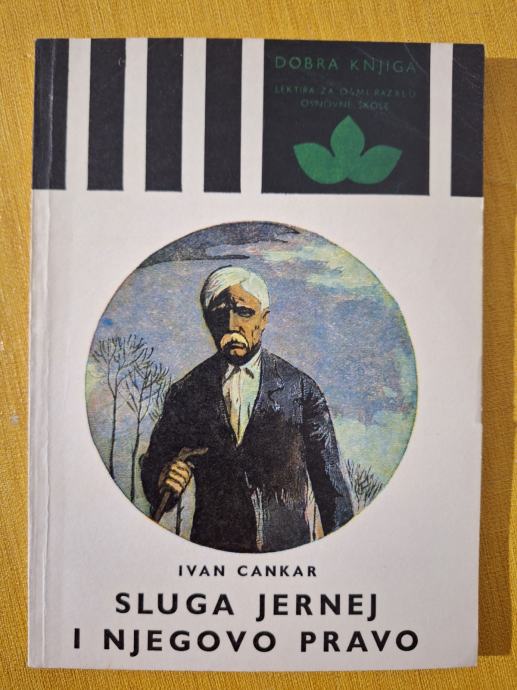 DOBRA KNJIGA
LEKTIRA ZA OSMI RAZRED
OSNOVNE ŠKOLE
IVAN CANKAR
SLUGA JERNEJ
I NJEGOVO PRAVO